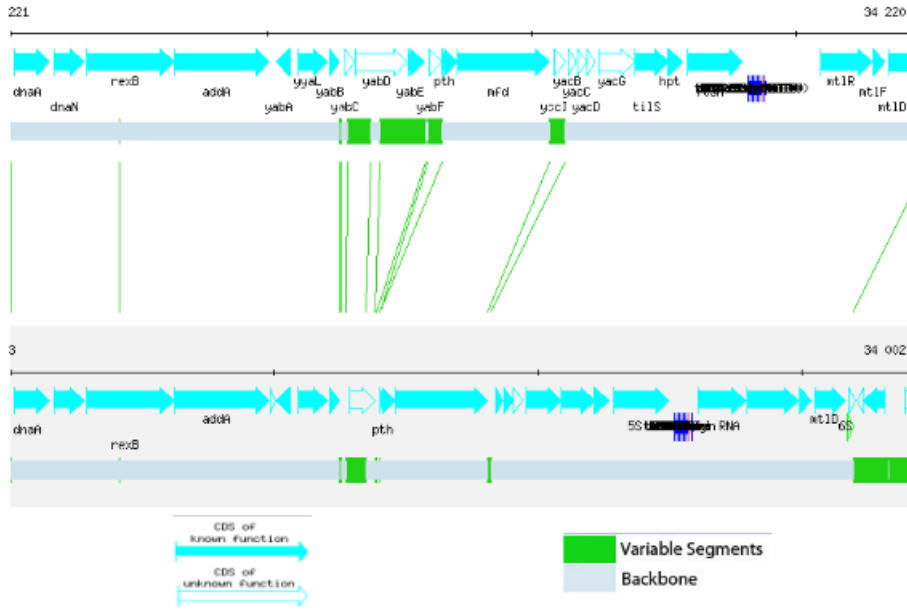 221 34 220
rexB yyaL yabD pth yacB yacG hpt mtlR
dnaA addA yabB yabE mfd yacC mtlF
dnaN yabA yabC yabF yacD tilS mtlD
3 34 002
addA mtlD
dnaA pth 5S RNA 6S
rexB
CDS of
known function
CDS of
unknown function
Variable Segments
Backbone